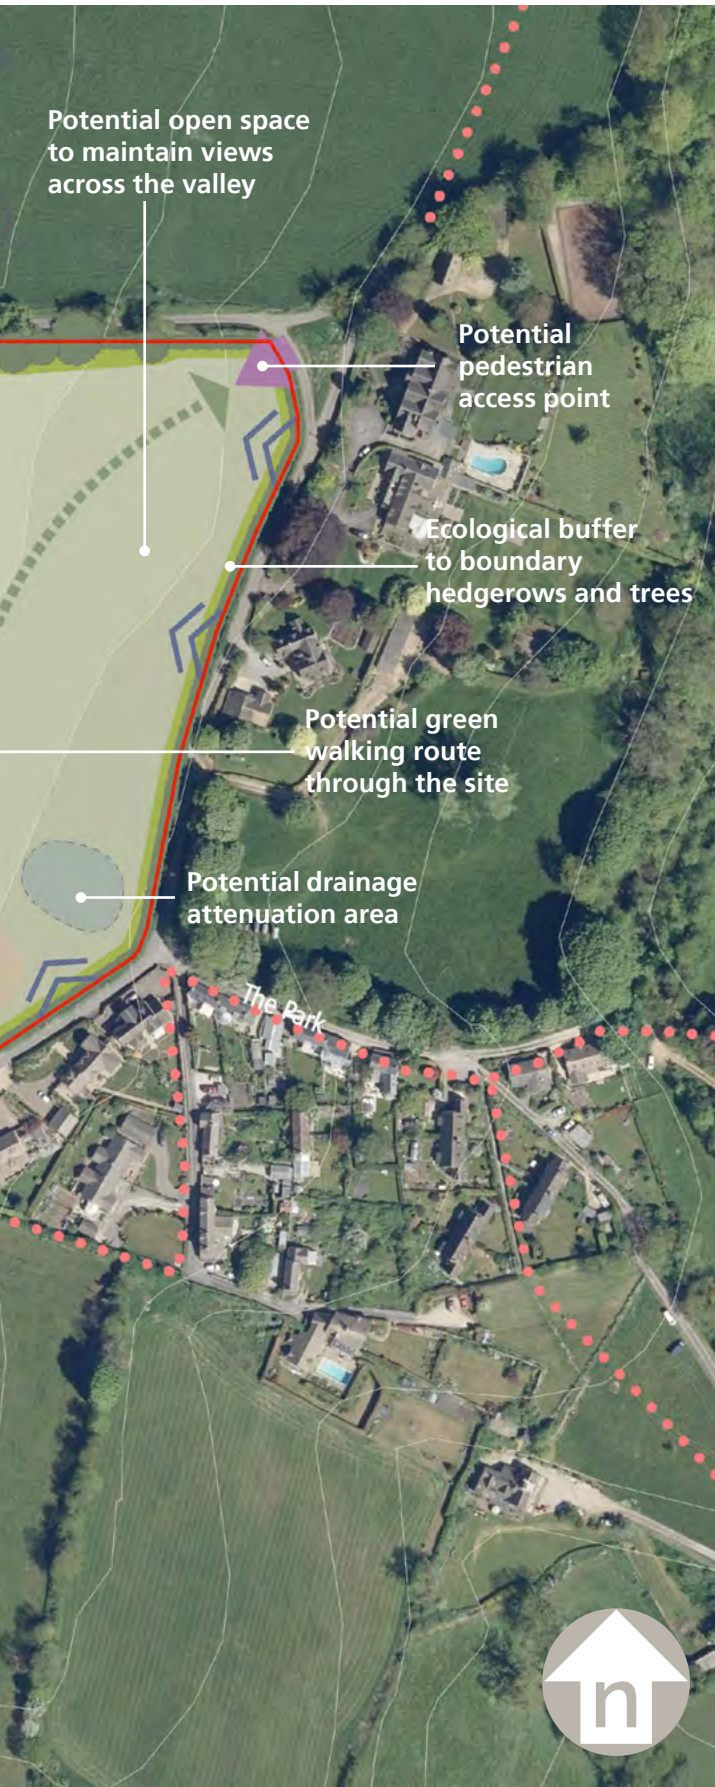 Potential open space
to maintain views
across the valley
Potential
pedestrian
access point
Ecological buffer
to boundary
hedgerows and trees
Potential green
walking route
through the site
Potential drainage
attenuation area
The Park
n